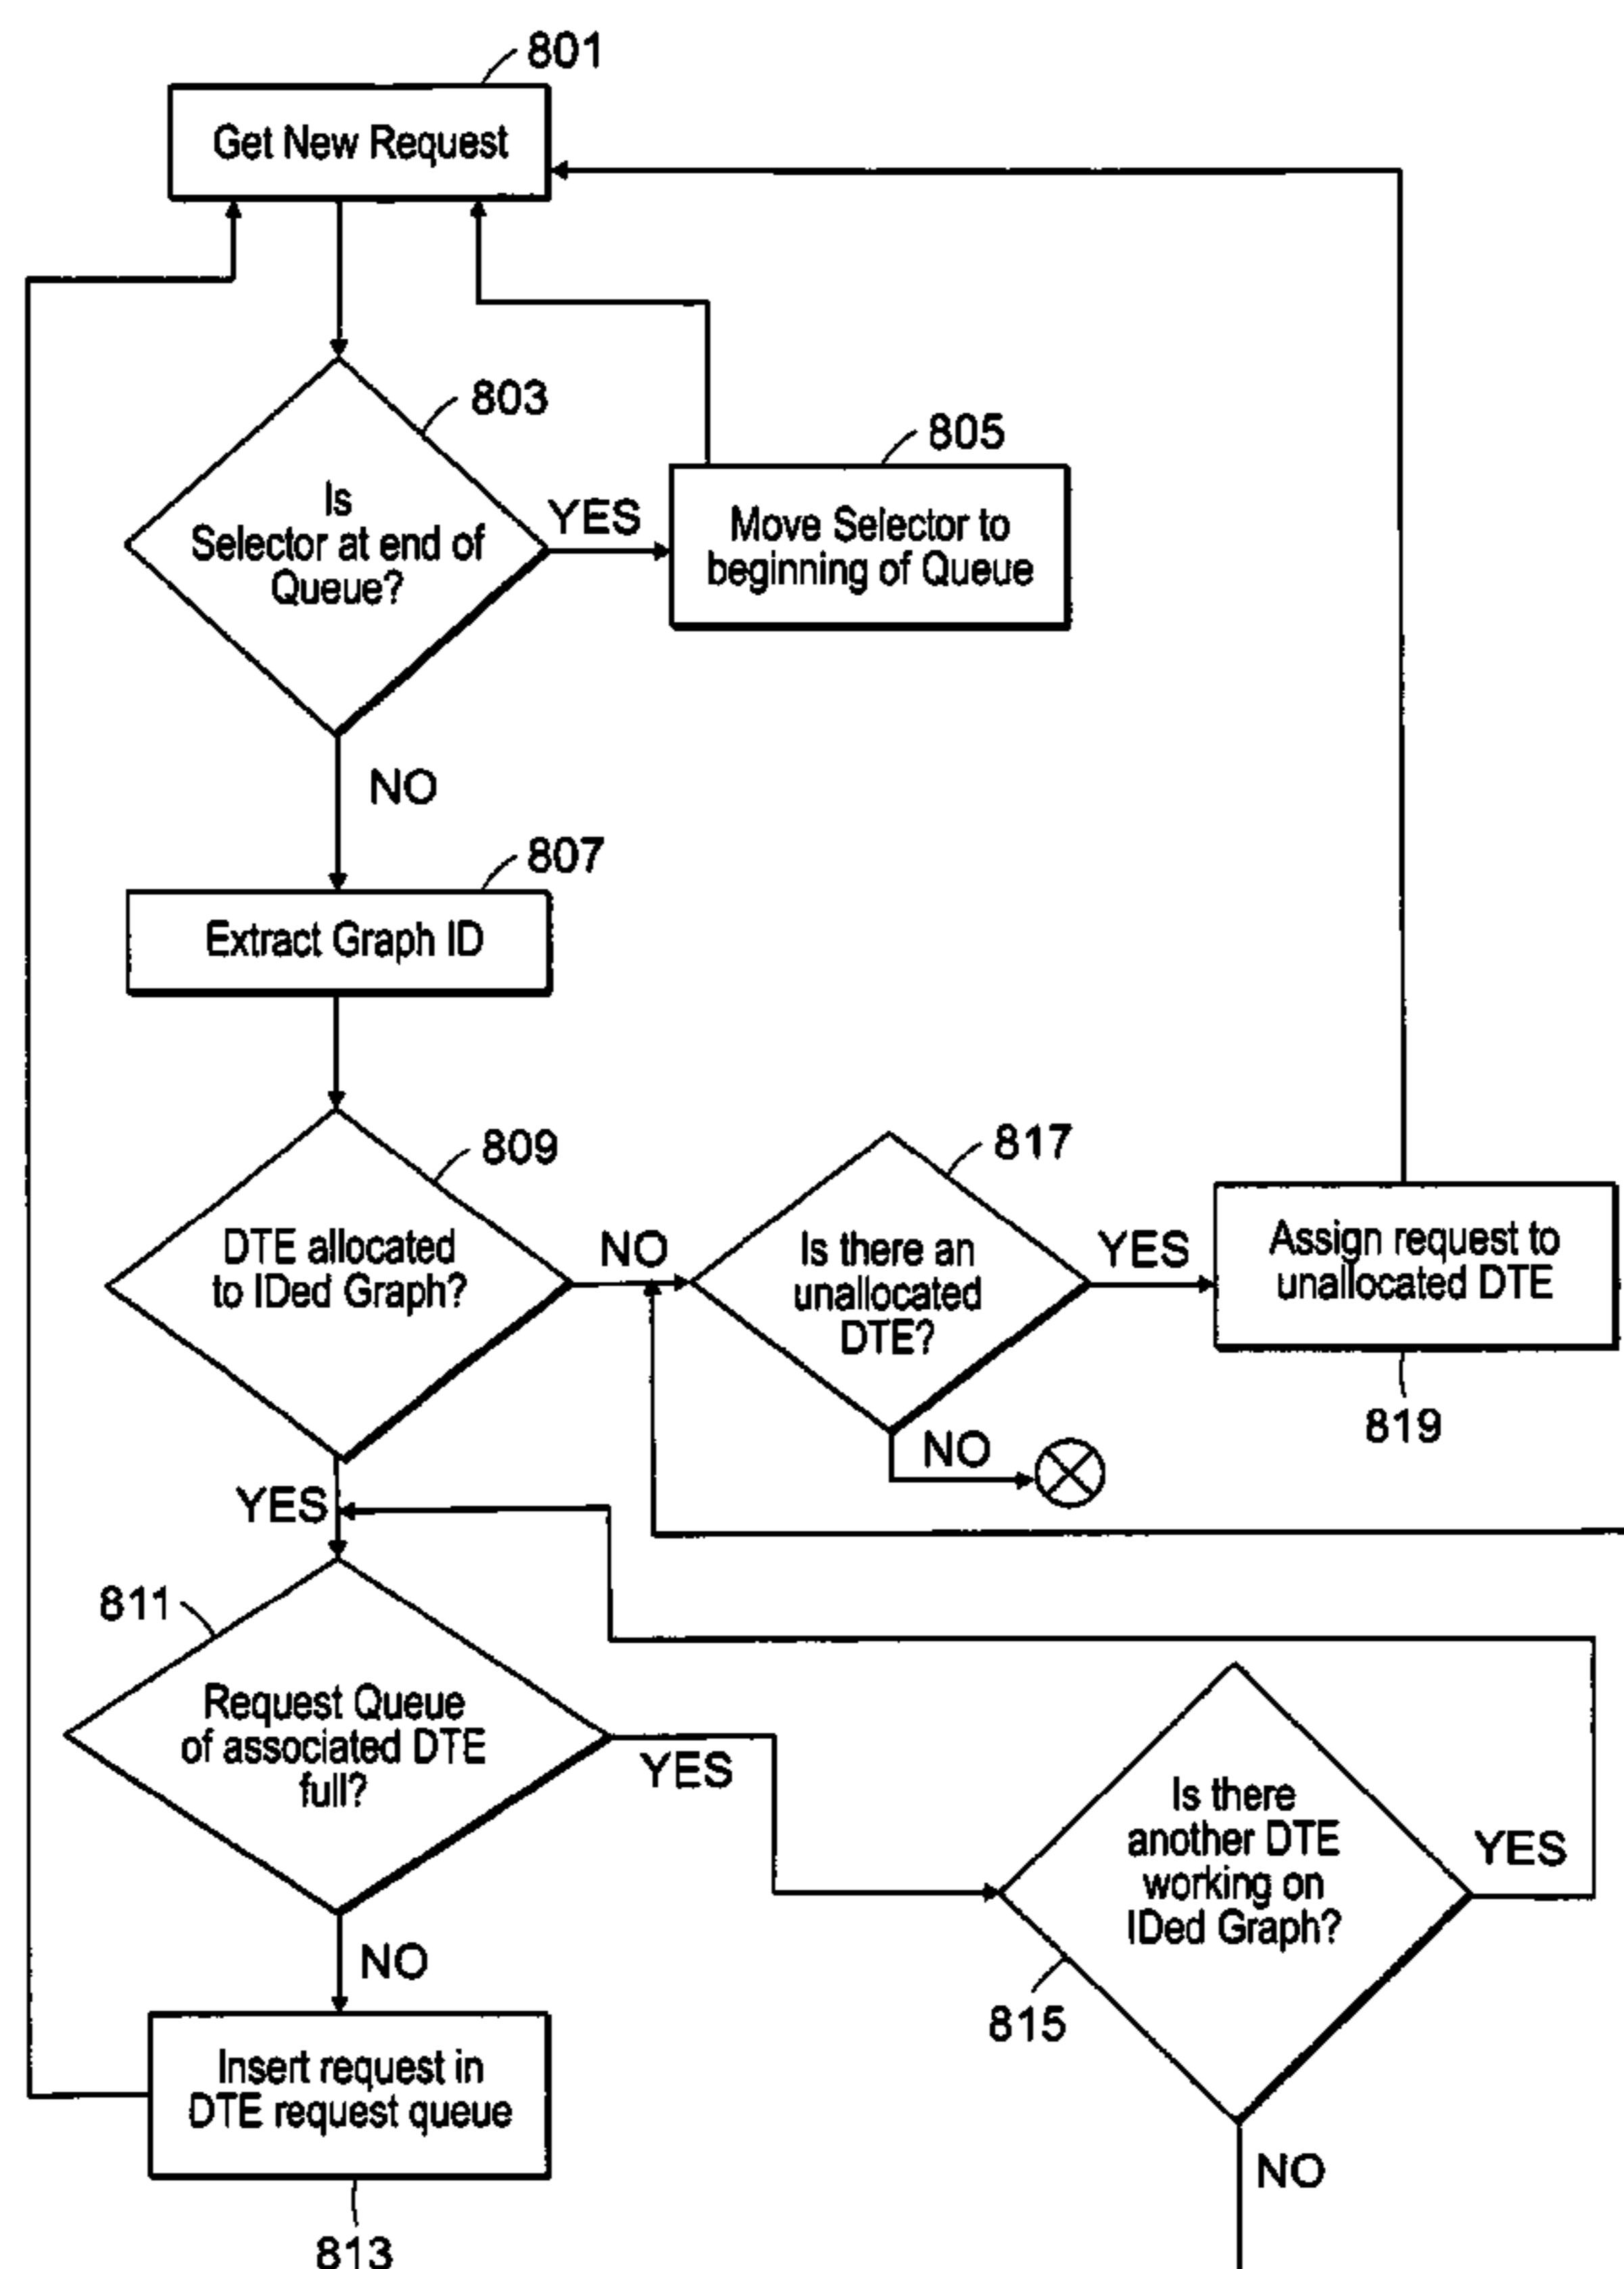 801
Get New Request
803
Is
Selector at end of
Queue?
YES
805
Move Selector to
beginning of Queue
NO
807
Extract Graph ID
809
DTE allocated
to IDed Graph?
NO
817
Is there an
unallocated
DTE?
YES
Assign request to
unallocated DTE
819
NO
YES
811
Request Queue
of associated DTE
full?
YES
Is there
another DTE
working on
IDed Graph?
YES
815
NO
NO
Insert request in
DTE request queue
813